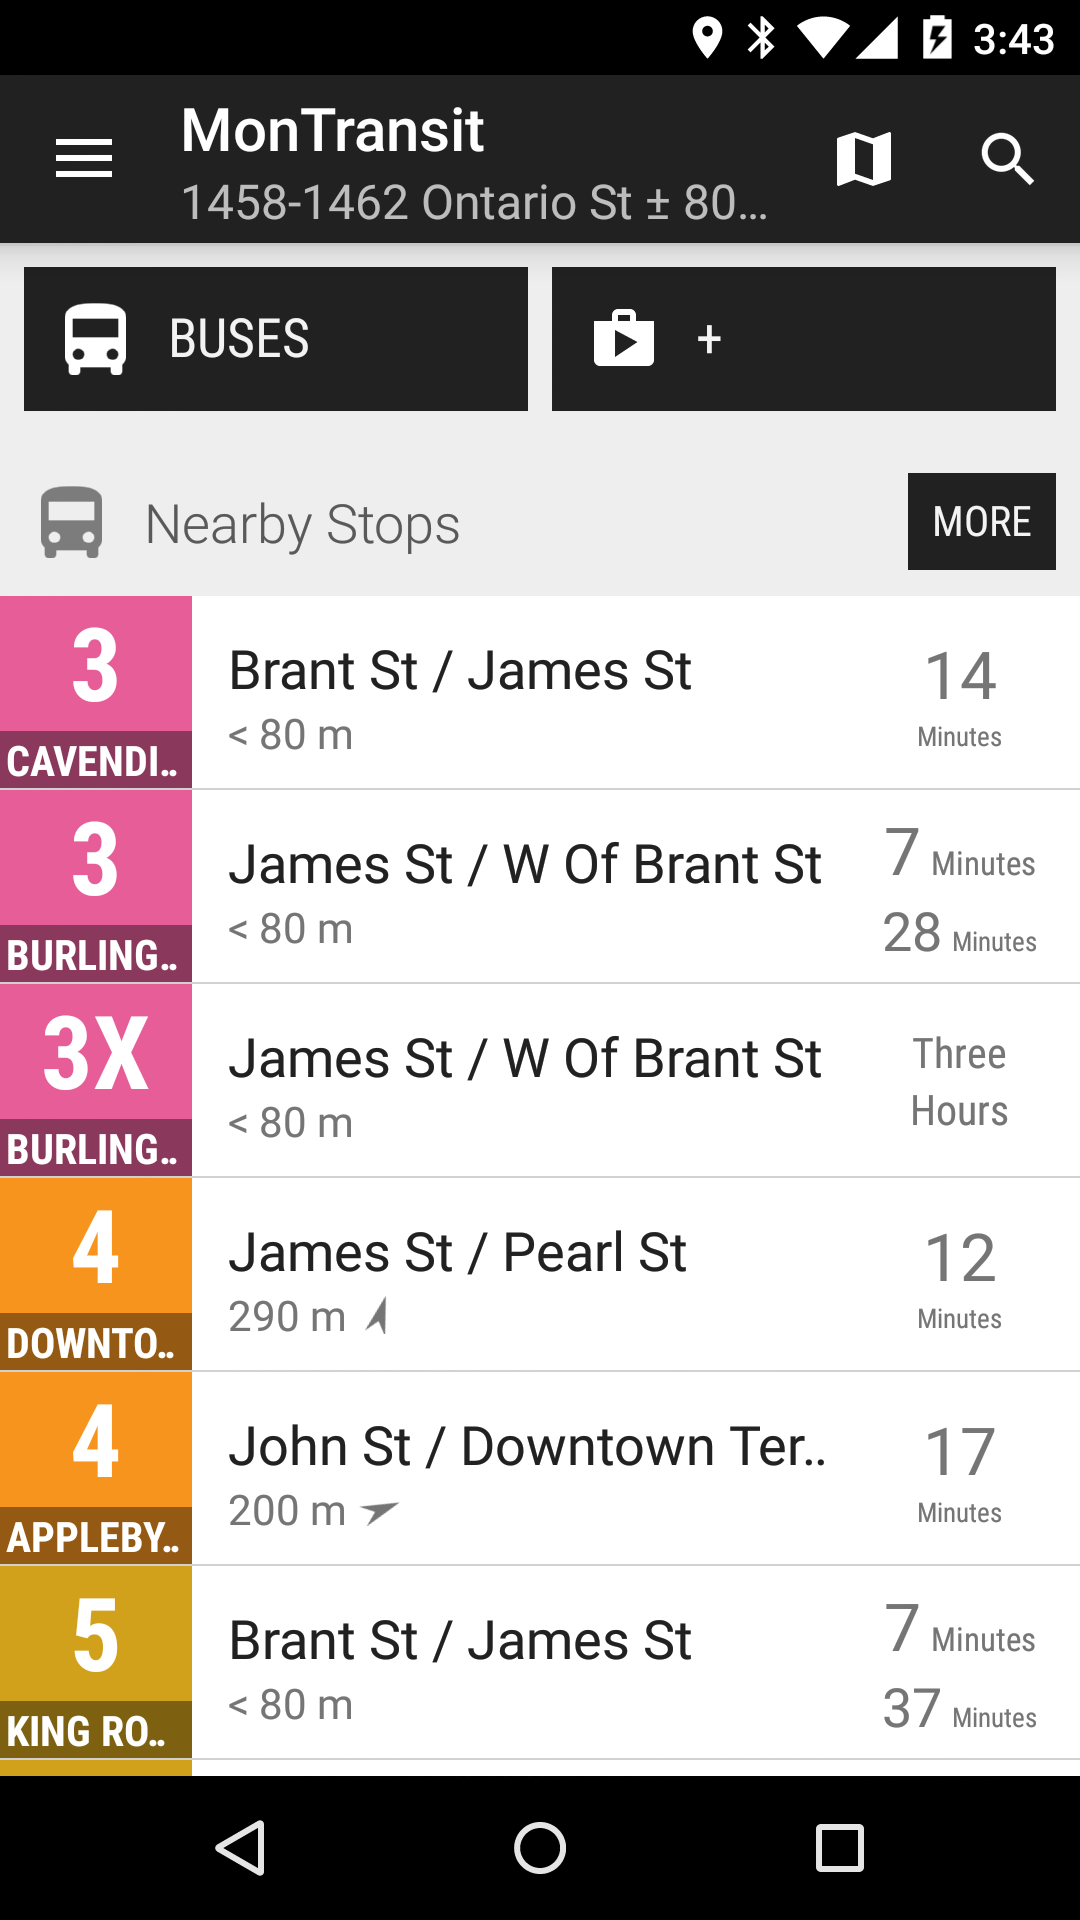 3:43
MonTransit
1458-1462 Ontario St ± 80...
BUSES
+
Nearby Stops
MORE
3
CAVENDI..
Brant St / James St
< 80 m
14
Minutes
3
BURLING..
James St / W Of Brant St
< 80 m
7 Minutes
28 Minutes
3X
BURLING..
James St / W Of Brant St
< 80 m
Three
Hours
4
DOWNTO..
James St / Pearl St
290 m
12
Minutes
4
APPLEBY..
John St / Downtown Ter..
200 m
17
Minutes
5
KING RO..
Brant St / James St
< 80 m
7 Minutes
37 Minutes